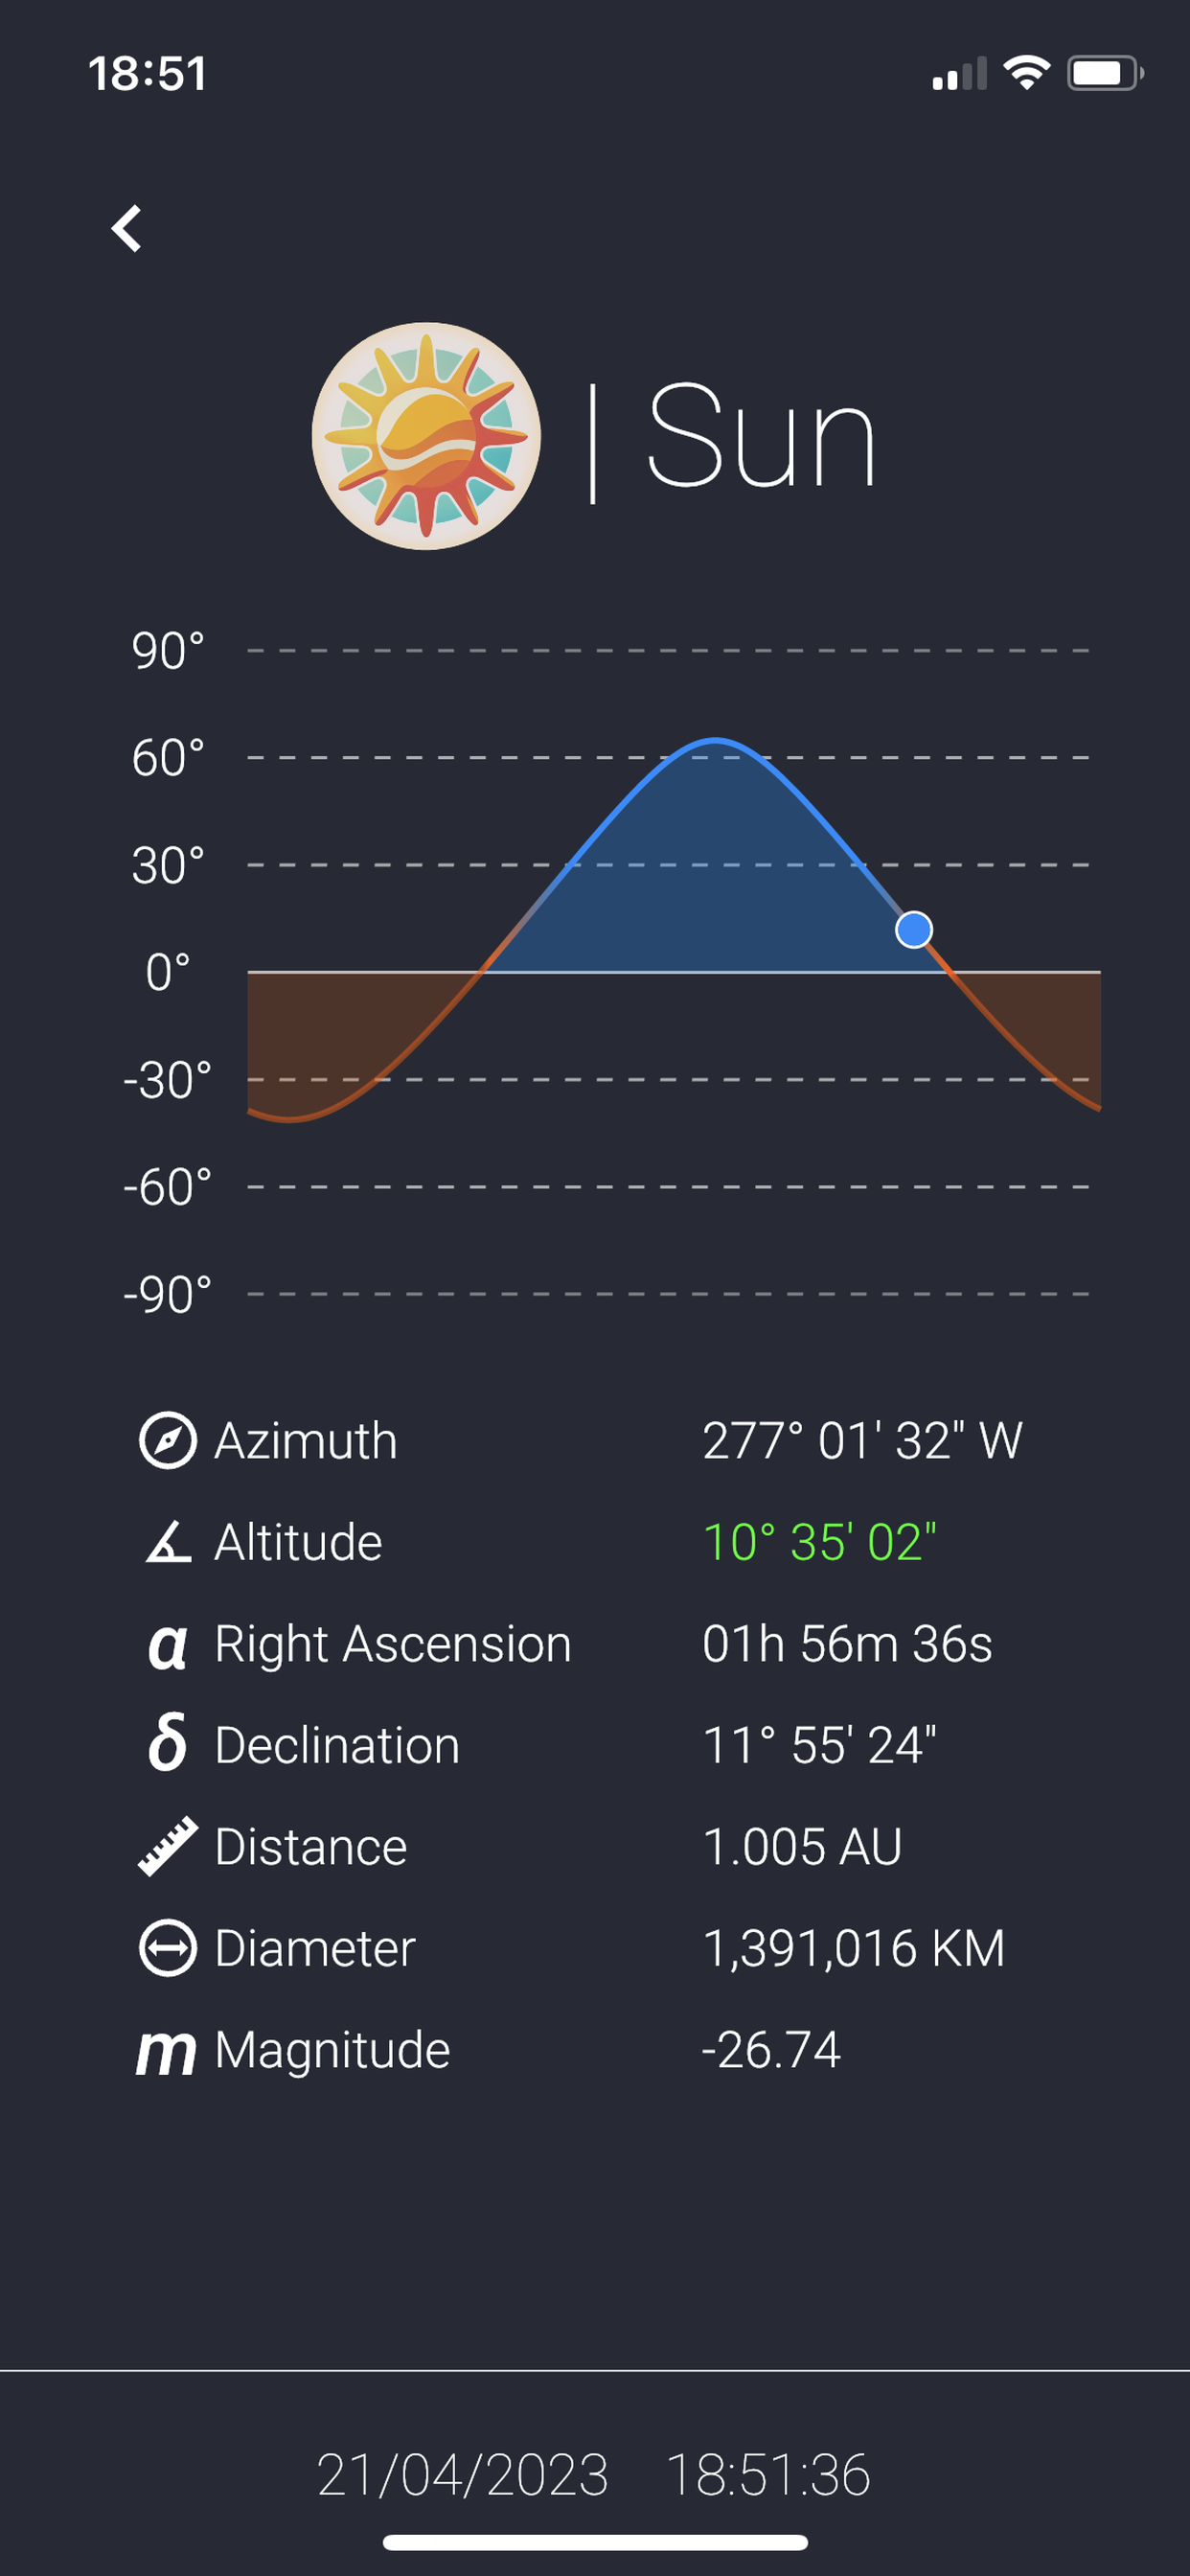 18:51
| Sun
90°
60°
30°
0°
-30°
-60°
-90°
Azimuth 277° 01' 32" W
Altitude 10° 35' 02"
α Right Ascension 01h 56m 36s
δ Declination 11° 55' 24"
Distance 1.005 AU
Diameter 1,391,016 KM
m Magnitude -26.74
21/04/2023 18:51:36